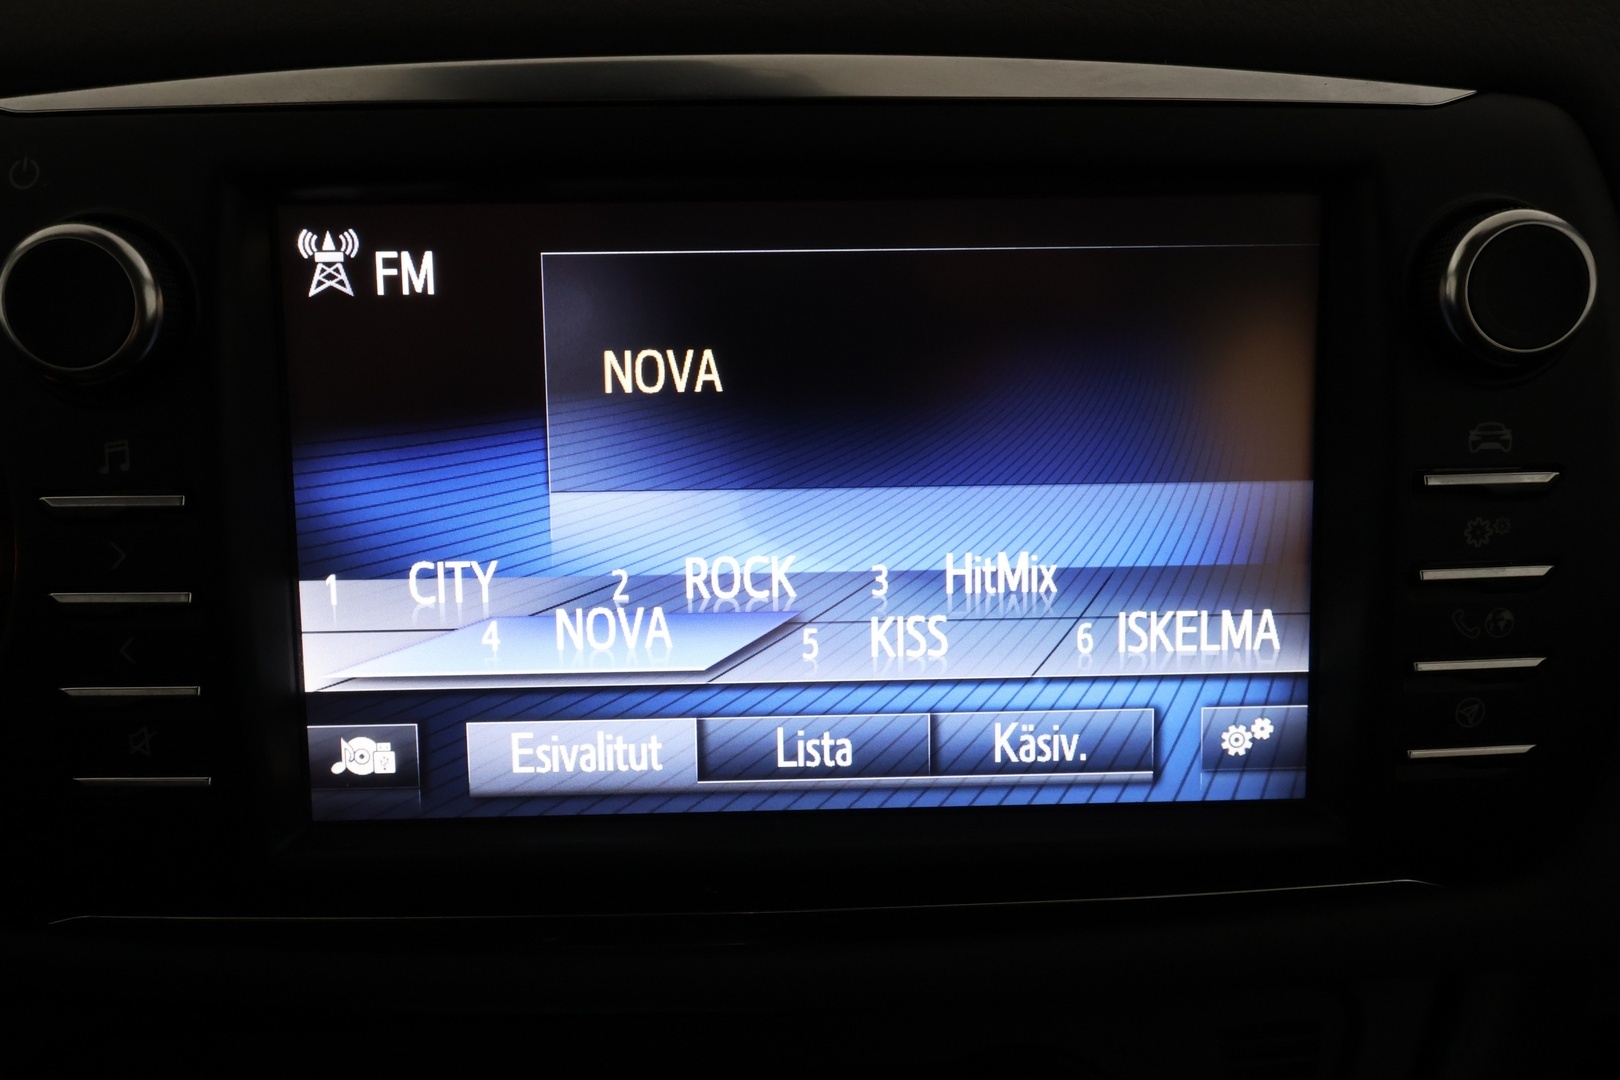 FM
NOVA
1 CITY 2 ROCK 3 HitMix
4 NOVA 5 KISS 6 ISKELMA
Esivalitut Lista Käsiv.